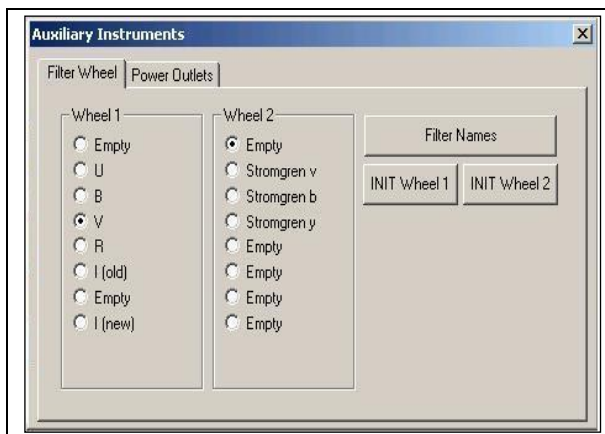 Auxiliary Instruments
Filter Wheel Power Outlets
Wheel 1
Empty
U
B
V
R
I (old)
Empty
I (new)
Wheel 2
Empty
Stromgren v
Stromgren b
Stromgren y
Empty
Empty
Empty
Empty
Filter Names
INIT Wheel 1 INIT Wheel 2